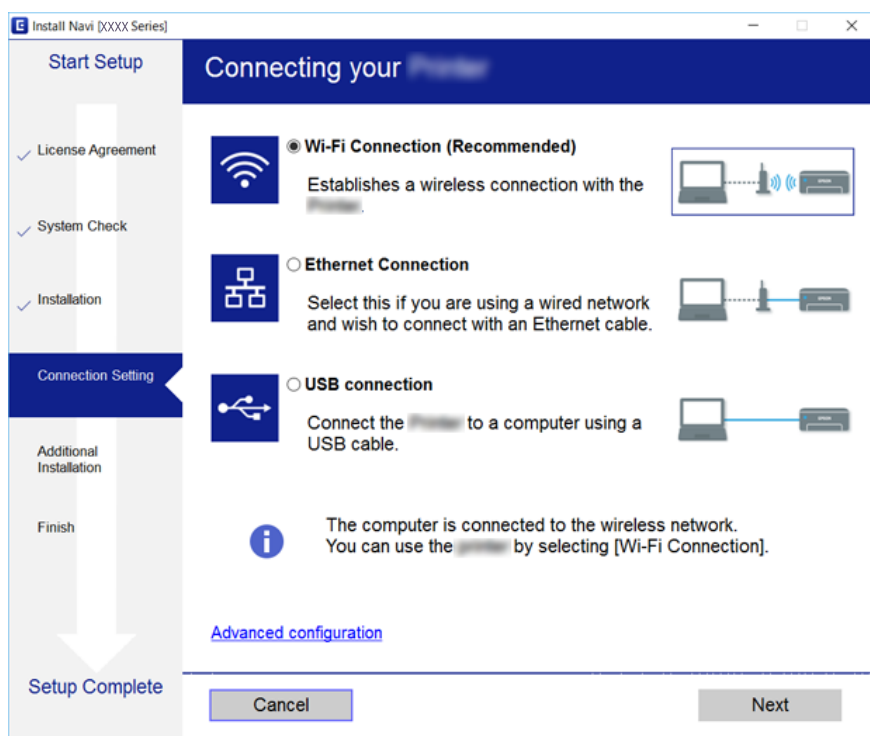 Install Navi [XXXX Series]
Start Setup
License Agreement
System Check
Installation
Connection Setting
Additional
Installation
Finish
Setup Complete
Connecting your
Wi-Fi Connection (Recommended)
Establishes a wireless connection with the
.
Ethernet Connection
Select this if you are using a wired network
and wish to connect with an Ethernet cable.
USB connection
Connect the to a computer using a
USB cable.
The computer is connected to the wireless network.
You can use the by selecting [Wi-Fi Connection].
Advanced configuration
Cancel
Next